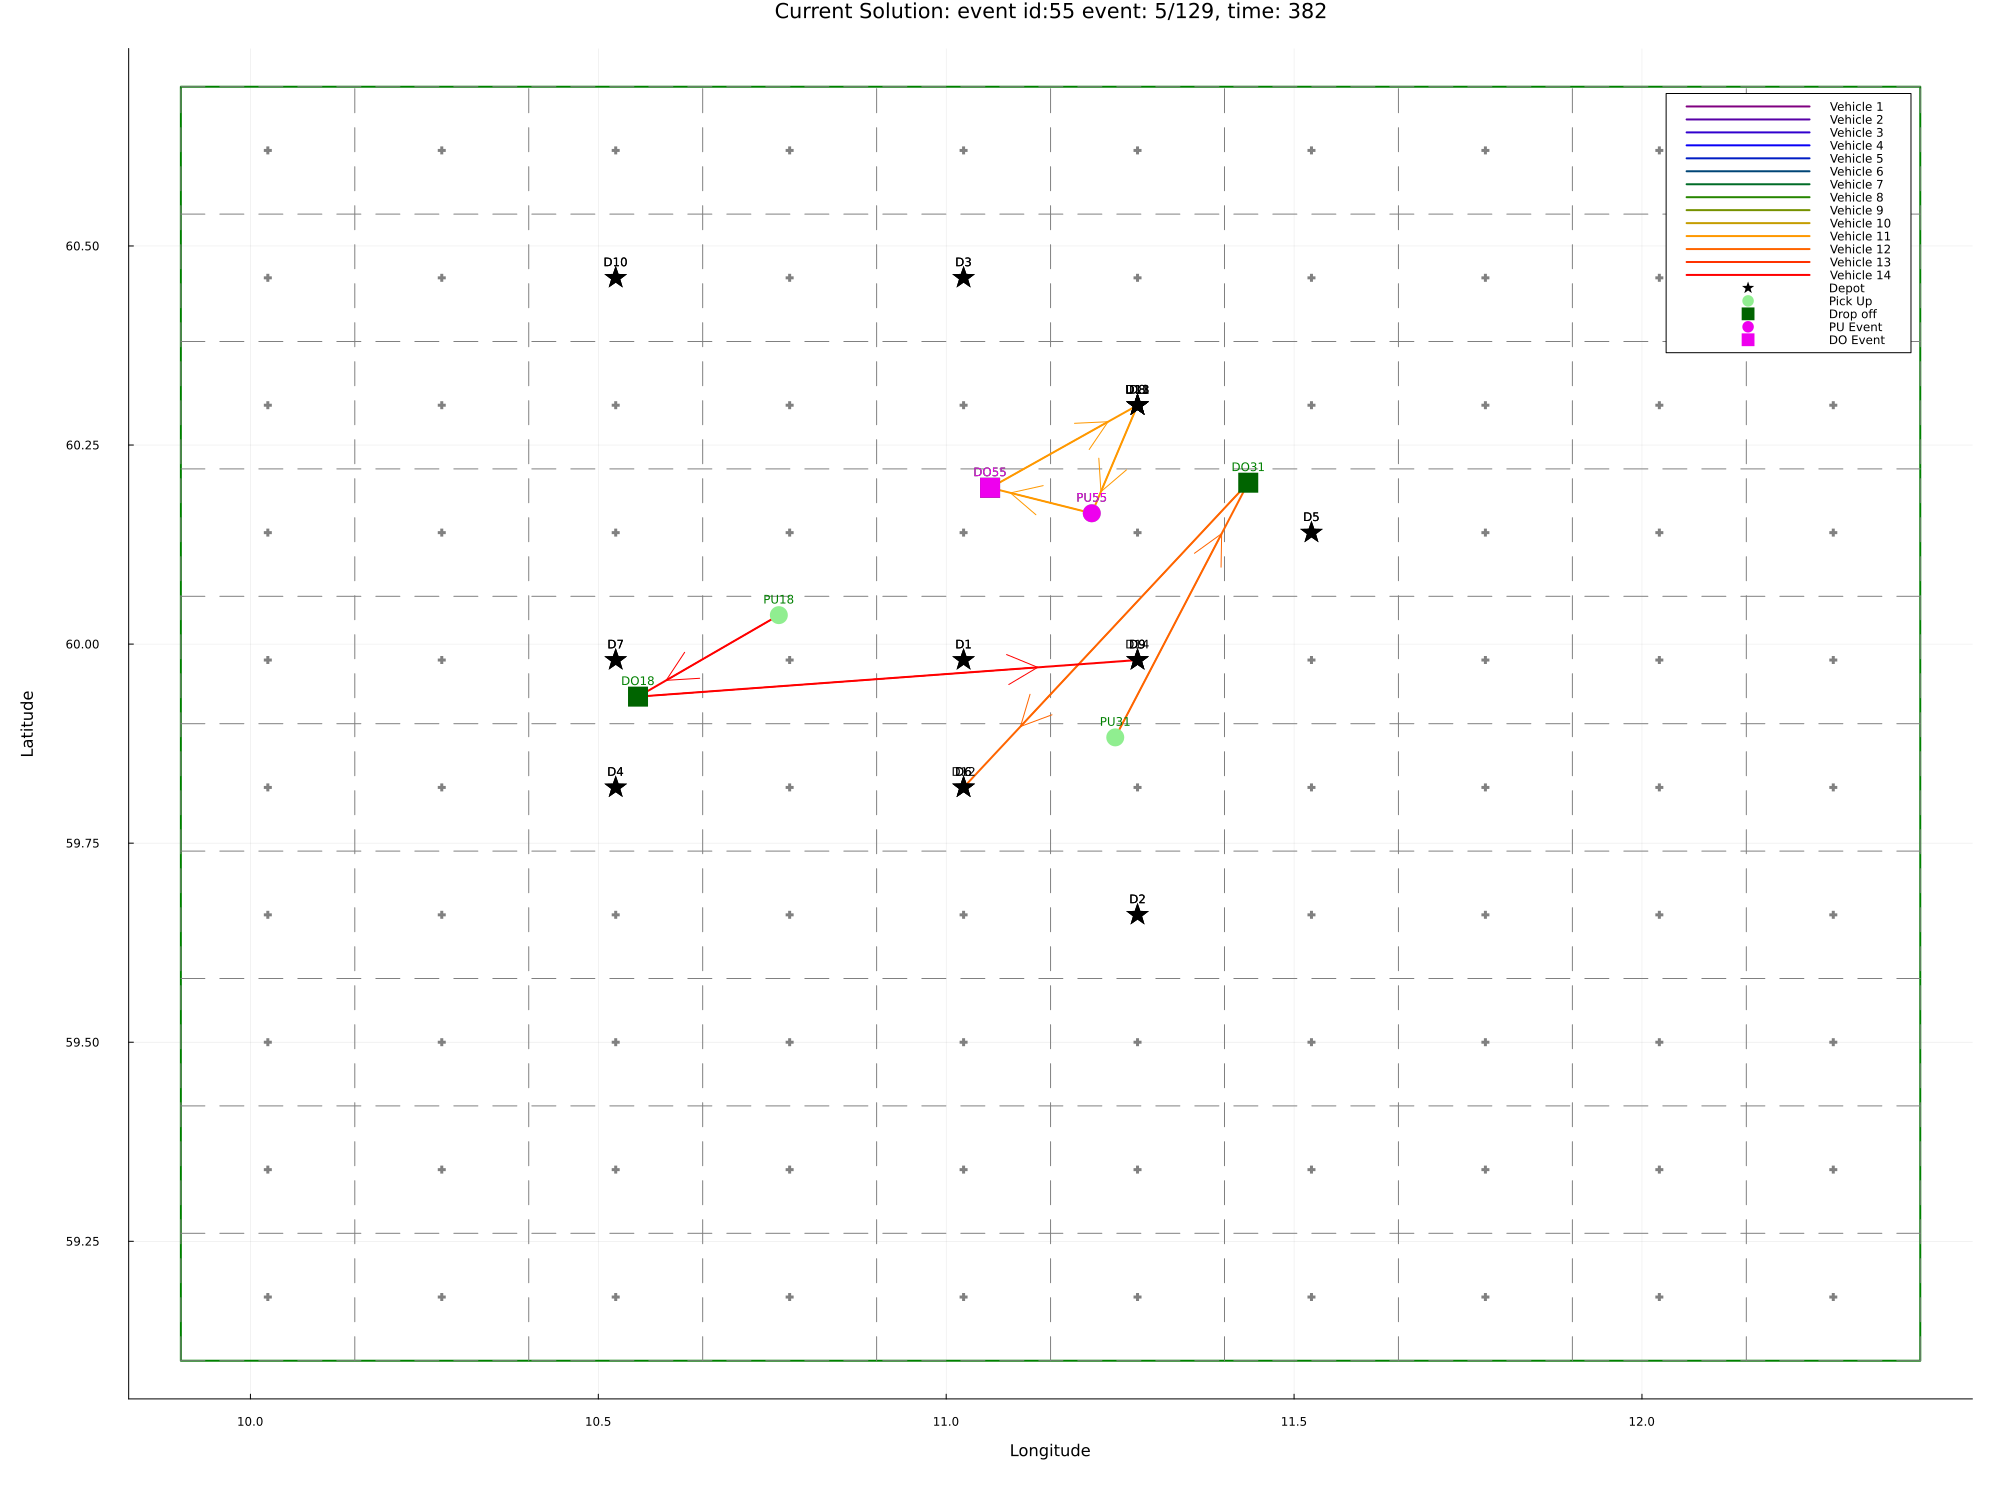 Current Solution: event id:55 event: 5/129, time: 382
Vehicle 1
Vehicle 2
Vehicle 3
Vehicle 4
Vehicle 5
Vehicle 6
Vehicle 7
Vehicle 8
Vehicle 9
Vehicle 10
Vehicle 11
Vehicle 12
Vehicle 13
Vehicle 14
Depot
Pick Up
Drop off
PU Event
DO Event
60.50
D10
D3
60.25
DO55
DO31
PU55
D5
PU18
60.00
D7
D1
DO18
PU31
D4
59.75
D2
59.50
59.25
10.0
10.5
11.0
11.5
12.0
Longitude
Latitude